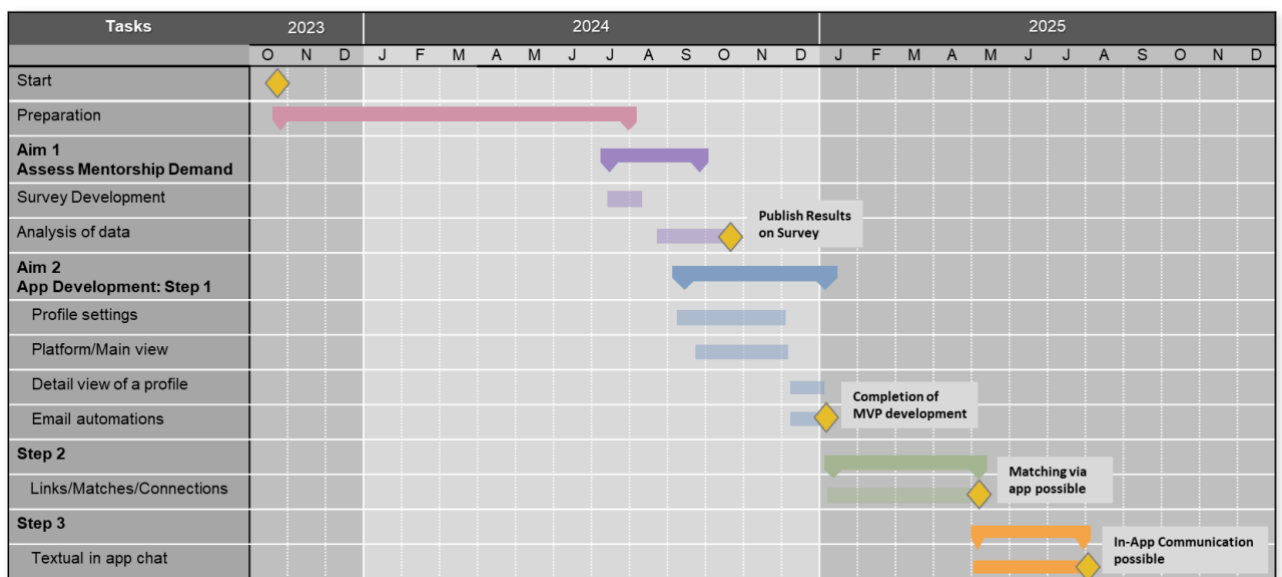 Tasks 2023 2024 2025
O N D J F M A M J J A S O N D J F M A M J J A S O N D
Start
Preparation
Aim 1
Assess Mentorship Demand
Survey Development
Publish Results
on Survey
Analysis of data
Aim 2
App Development: Step 1
Profile settings
Platform/Main view
Detail view of a profile
Completion of
MVP development
Email automations
Step 2
Matching via
app possible
Links/Matches/Connections
Step 3
In-App Communication
possible
Textual in app chat